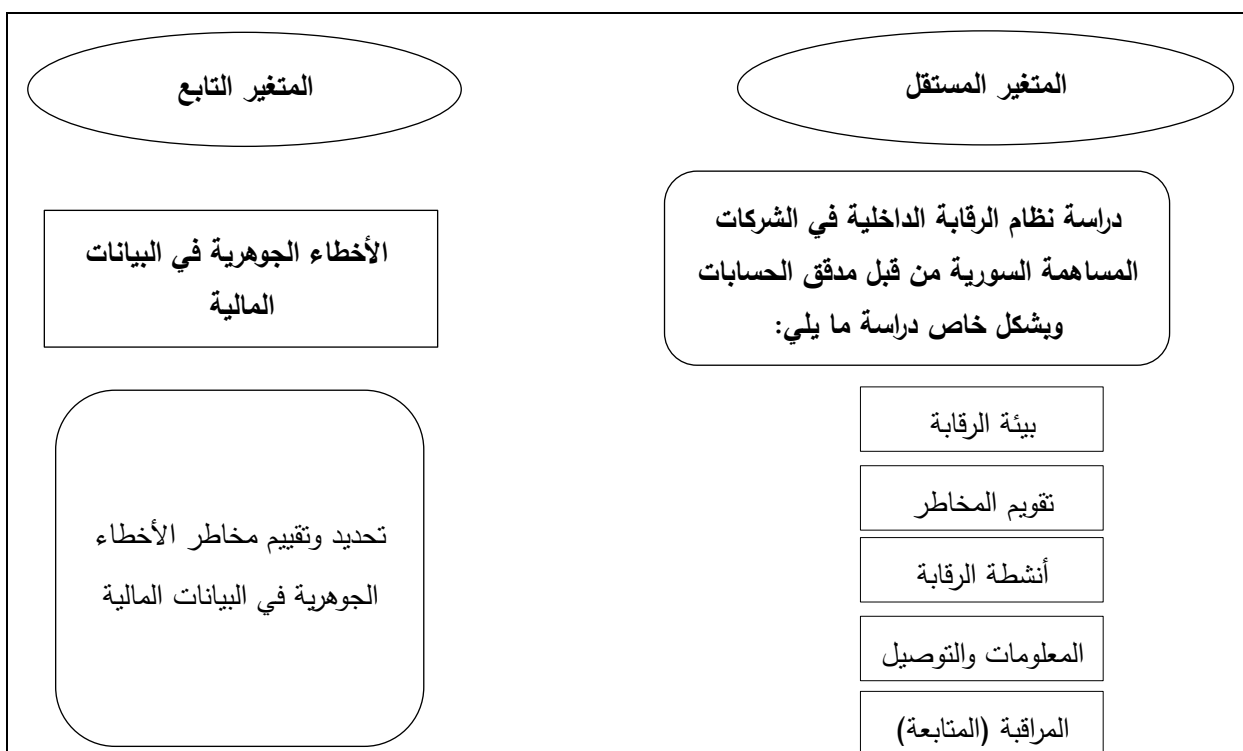 المتغير المستقل
دراسة نظام الرقابة الداخلية في الشركات
المساهمة السورية من قبل مدقق الحسابات
وبشكل خاص دراسة ما يلي:
بيئة الرقابة
تقويم المخاطر
أنشطة الرقابة
المعلومات والتوصيل
المراقبة (المتابعة)
المتغير التابع
الأخطاء الجوهرية في البيانات
المالية
تحديد وتقييم مخاطر الأخطاء
الجوهرية في البيانات المالية